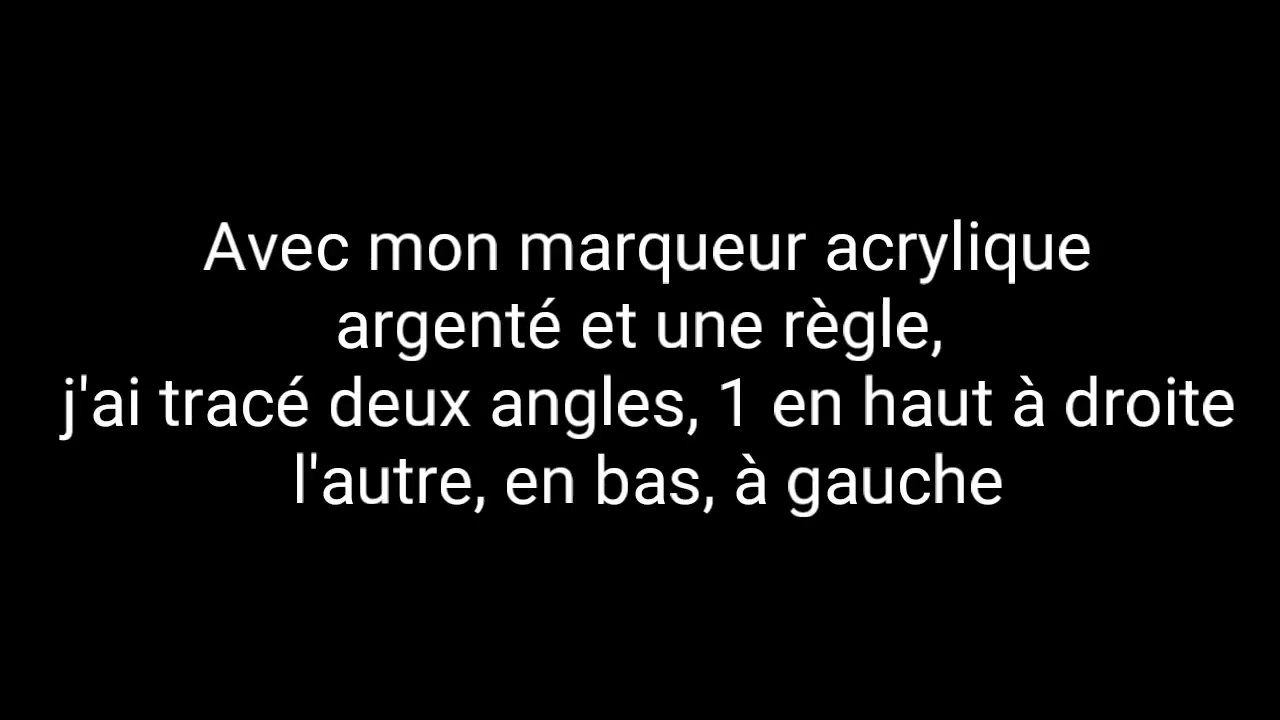 Avec mon marqueur acrylique
argenté et une règle,
j'ai tracé deux angles, 1 en haut à droite
l'autre, en bas, à gauche